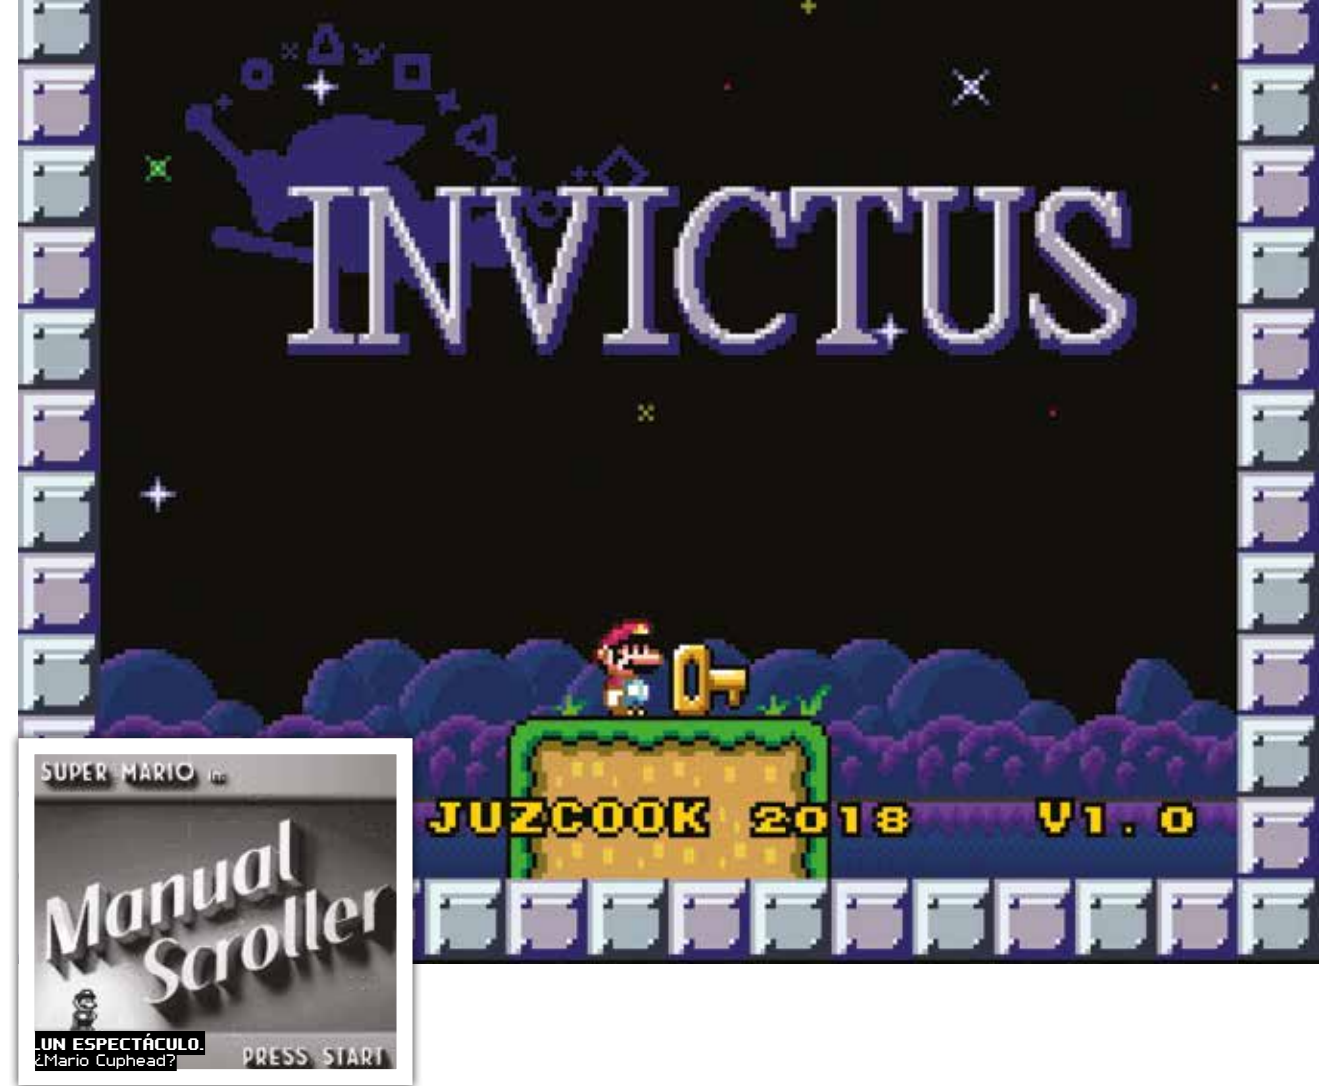 INVICTUS
JUZCOOK 2018 V1.0
SUPER MARIO in:
Manual
Scroller
UN ESPECTÁCULO.
¿Mario Cuphead?
PRESS START